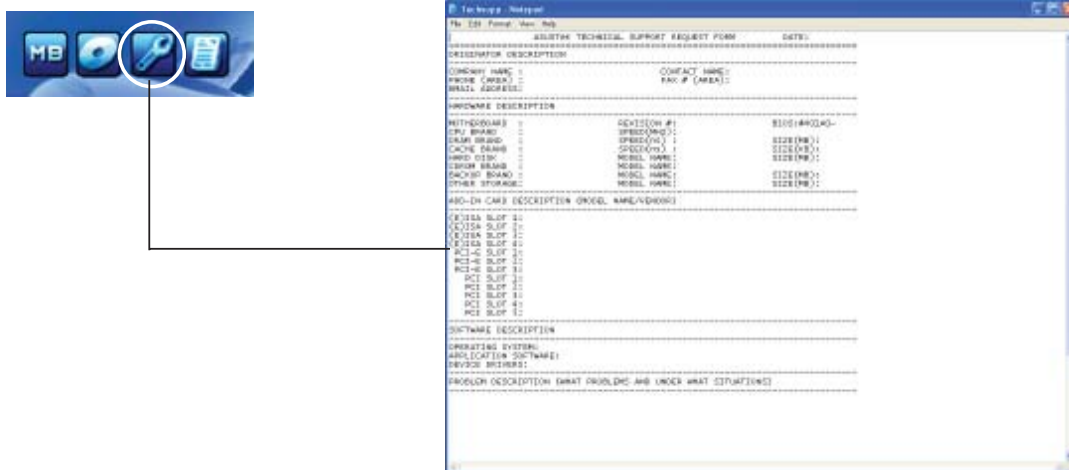 MB
Techsupp - Notepad
File Edit Format View Help
ASUSTEK TECHNICAL SUPPORT REQUEST FORM DATE:
ORIGINATOR DESCRIPTION
COMPANY NAME : CONTACT NAME:
PHONE (AREA) : FAX # (AREA):
EMAIL ADDRESS:
HARDWARE DESCRIPTION
MOTHERBOARD : REVISION #: BIOS:
CPU BRAND : SPEED(MHZ):
DRAM BRAND : SPEED(ns) : SIZE(MB):
CACHE BRAND : SPEED(ns) : SIZE(KB):
HARD DISK : MODEL NAME: SIZE(MB):
CDROM BRAND : MODEL NAME:
BACKUP BRAND : MODEL NAME: SIZE(MB):
OTHER STORAGE: MODEL NAME: SIZE(MB):
ADD-IN CARD DESCRIPTION (MODEL NAME/VENDOR)
(E)ISA SLOT 1:
(E)ISA SLOT 2:
(E)ISA SLOT 3:
(E)ISA SLOT 4:
PCI-E SLOT 1:
PCI-E SLOT 2:
PCI-E SLOT 3:
PCI SLOT 1:
PCI SLOT 2:
PCI SLOT 3:
PCI SLOT 4:
PCI SLOT 5:
SOFTWARE DESCRIPTION
OPERATING SYSTEM:
APPLICATION SOFTWARE:
DEVICE DRIVERS:
PROBLEM DESCRIPTION (WHAT PROBLEMS AND UNDER WHAT SITUATIONS)